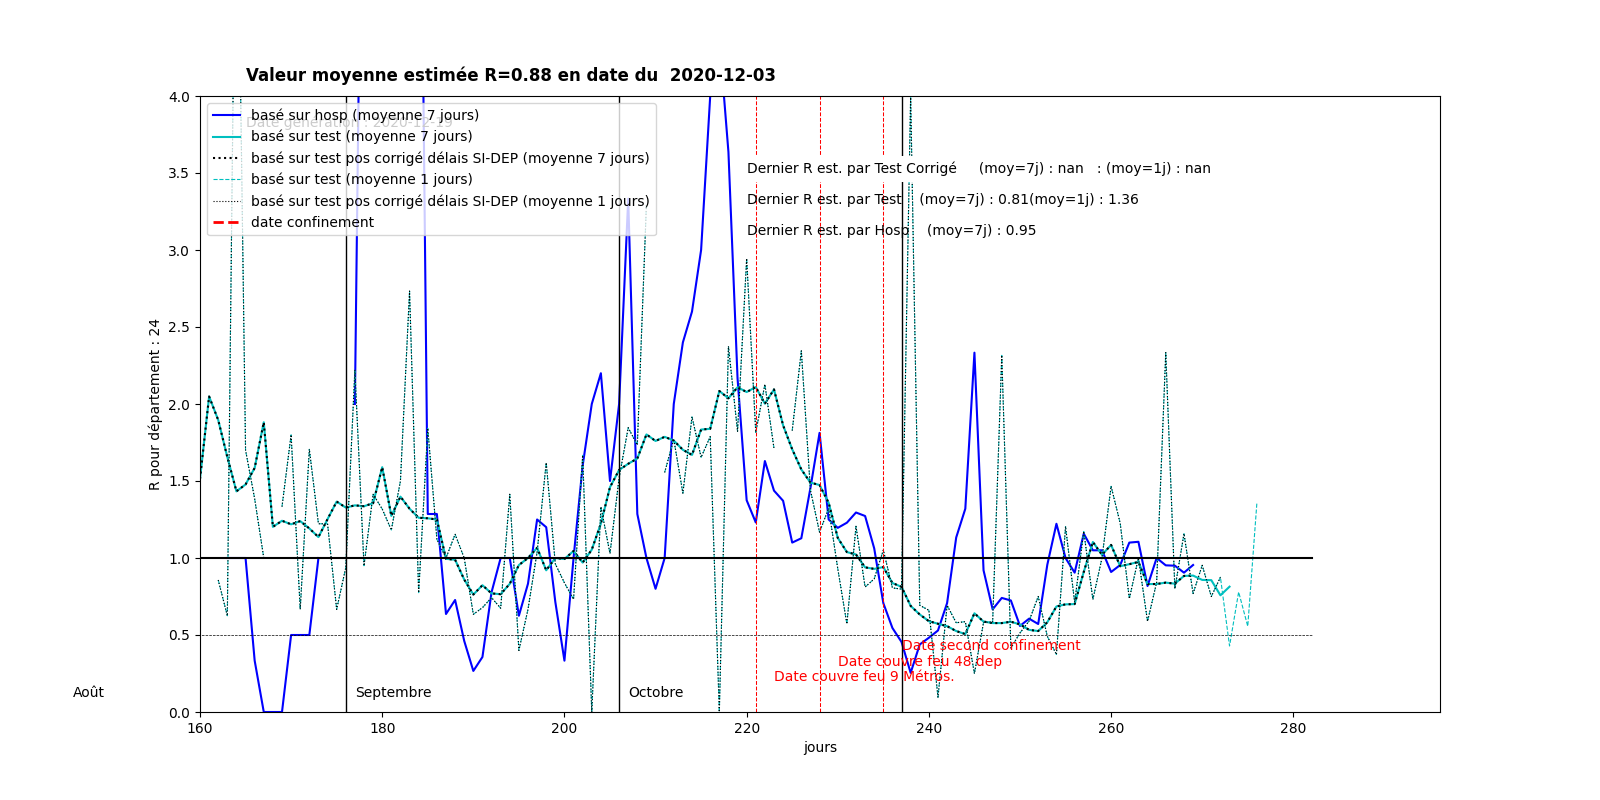 Valeur moyenne estimée R=0.88 en date du  2020-12-03
4.0
3.5
3.0
2.5
2.0
1.5
1.0
0.5
0.0
R pour département : 24
basé sur hosp (moyenne 7 jours)
basé sur test (moyenne 7 jours)
basé sur test pos corrigé délais SI-DEP (moyenne 7 jours)
basé sur test (moyenne 1 jours)
basé sur test pos corrigé délais SI-DEP (moyenne 1 jours)
date confinement
Dernier R est. par Test Corrigé     (moy=7j) : nan   : (moy=1j) : nan
Dernier R est. par Test    (moy=7j) : 0.81(moy=1j) : 1.36
Dernier R est. par Hosp    (moy=7j) : 0.95
Date second confinement
Date couvre feu 48 dep
Date couvre feu 9 Métros.
Août
Septembre
Octobre
160
180
200
220
240
260
280
jours